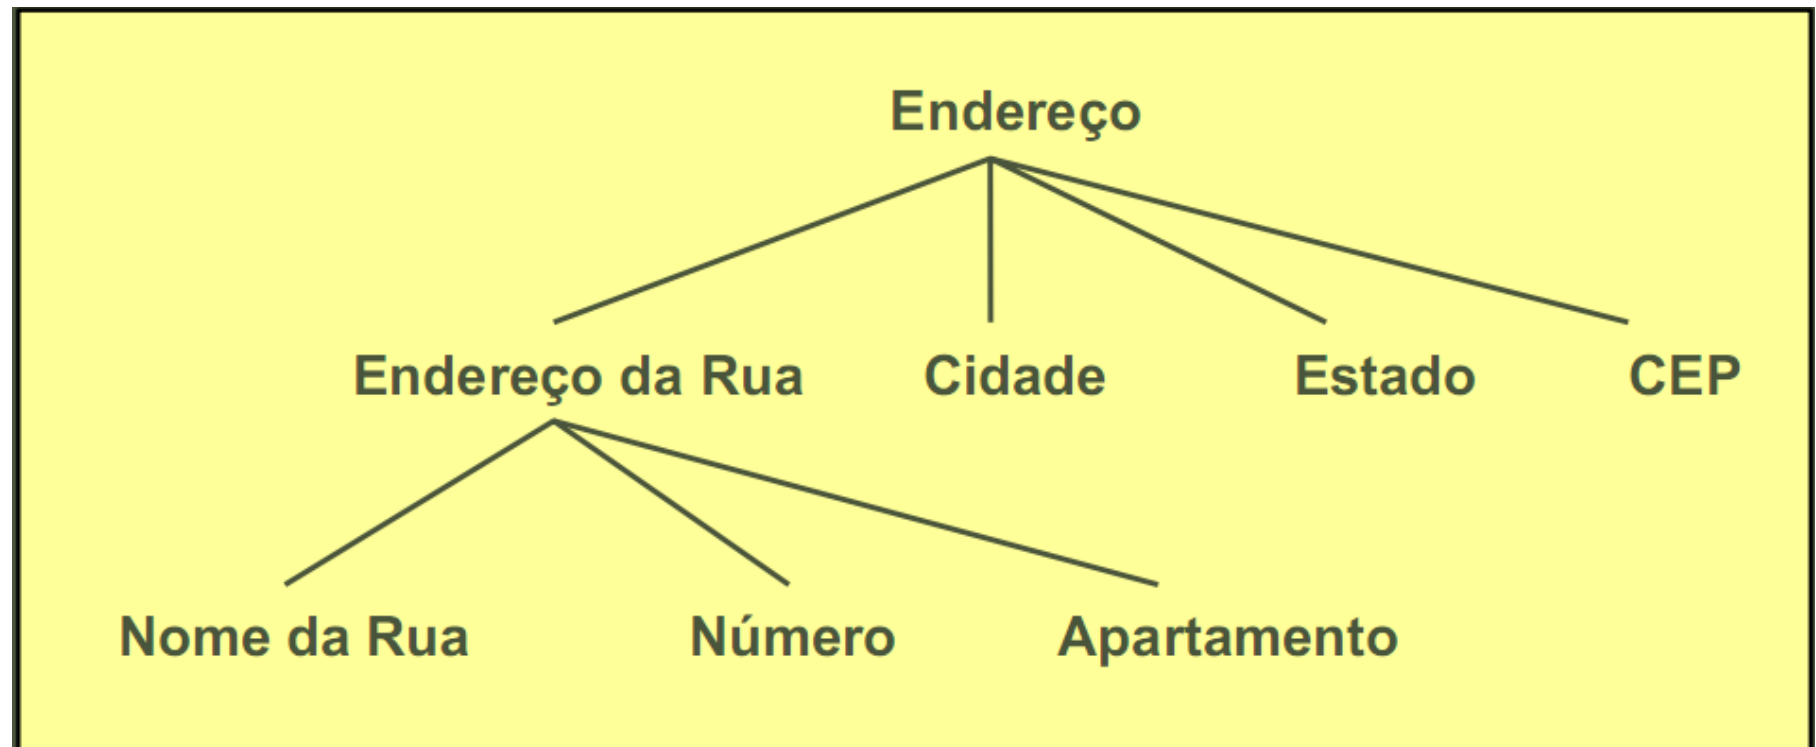 Endereço
Endereço da Rua Cidade Estado CEP
Nome da Rua Número Apartamento